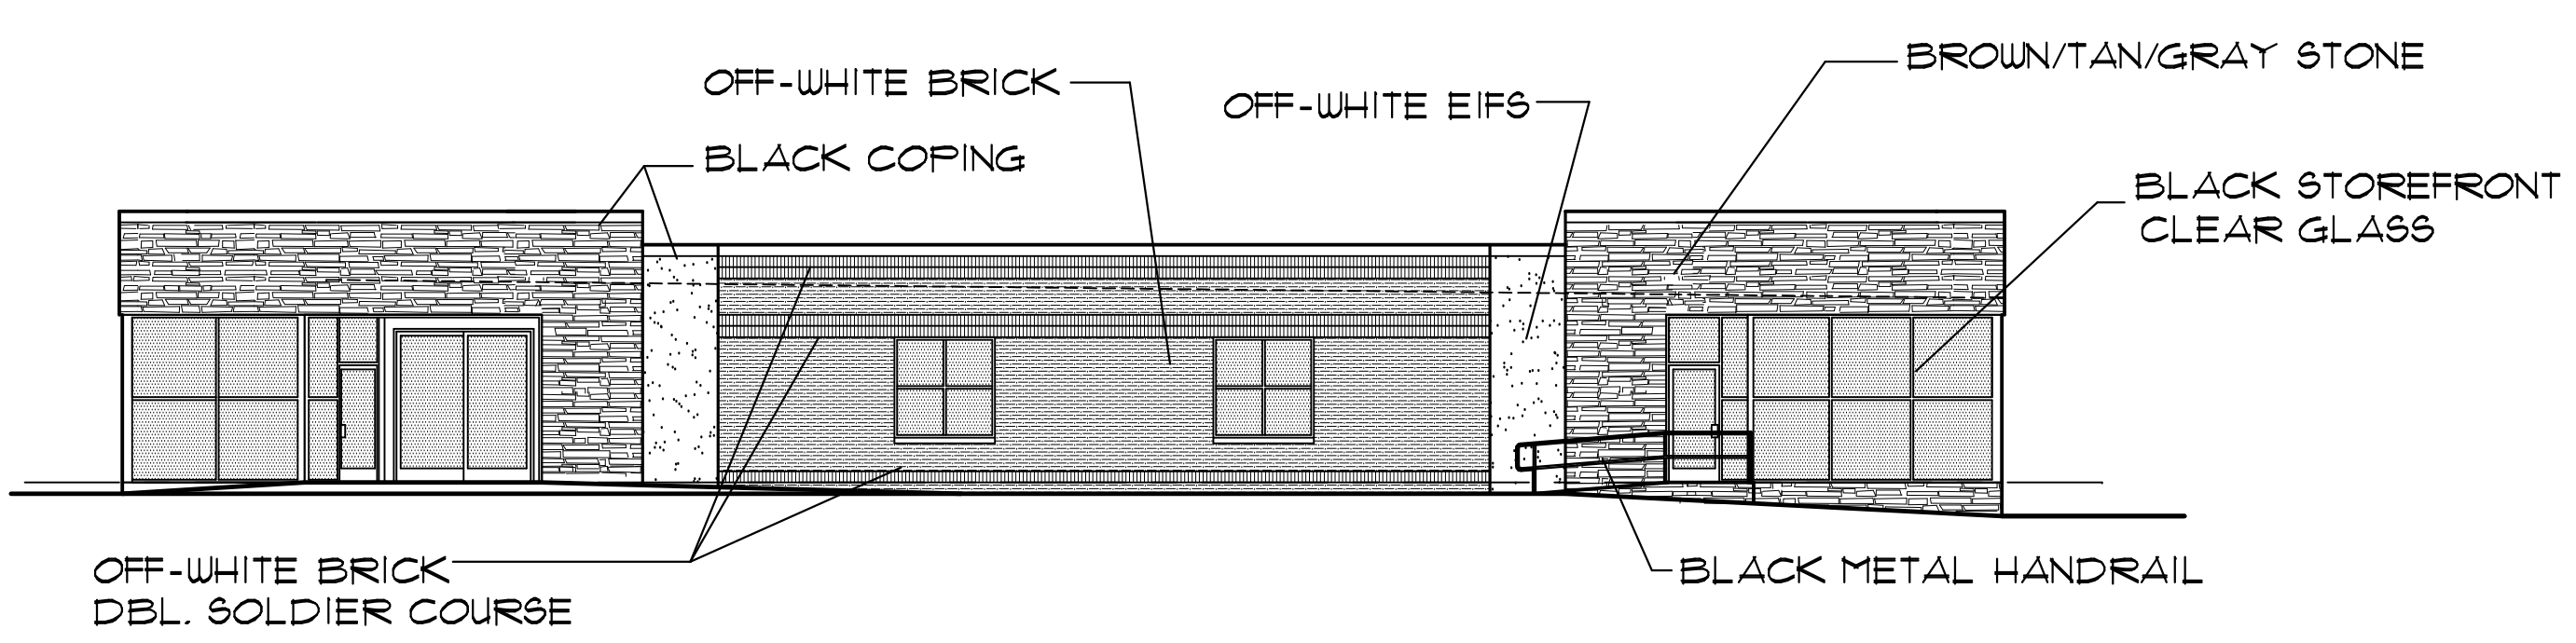 BROWN/TAN/GRAY STONE
OFF-WHITE BRICK
OFF-WHITE EIFS
BLACK COPING
BLACK STOREFRONT
CLEAR GLASS
OFF-WHITE BRICK
DBL. SOLDIER COURSE
BLACK METAL HANDRAIL